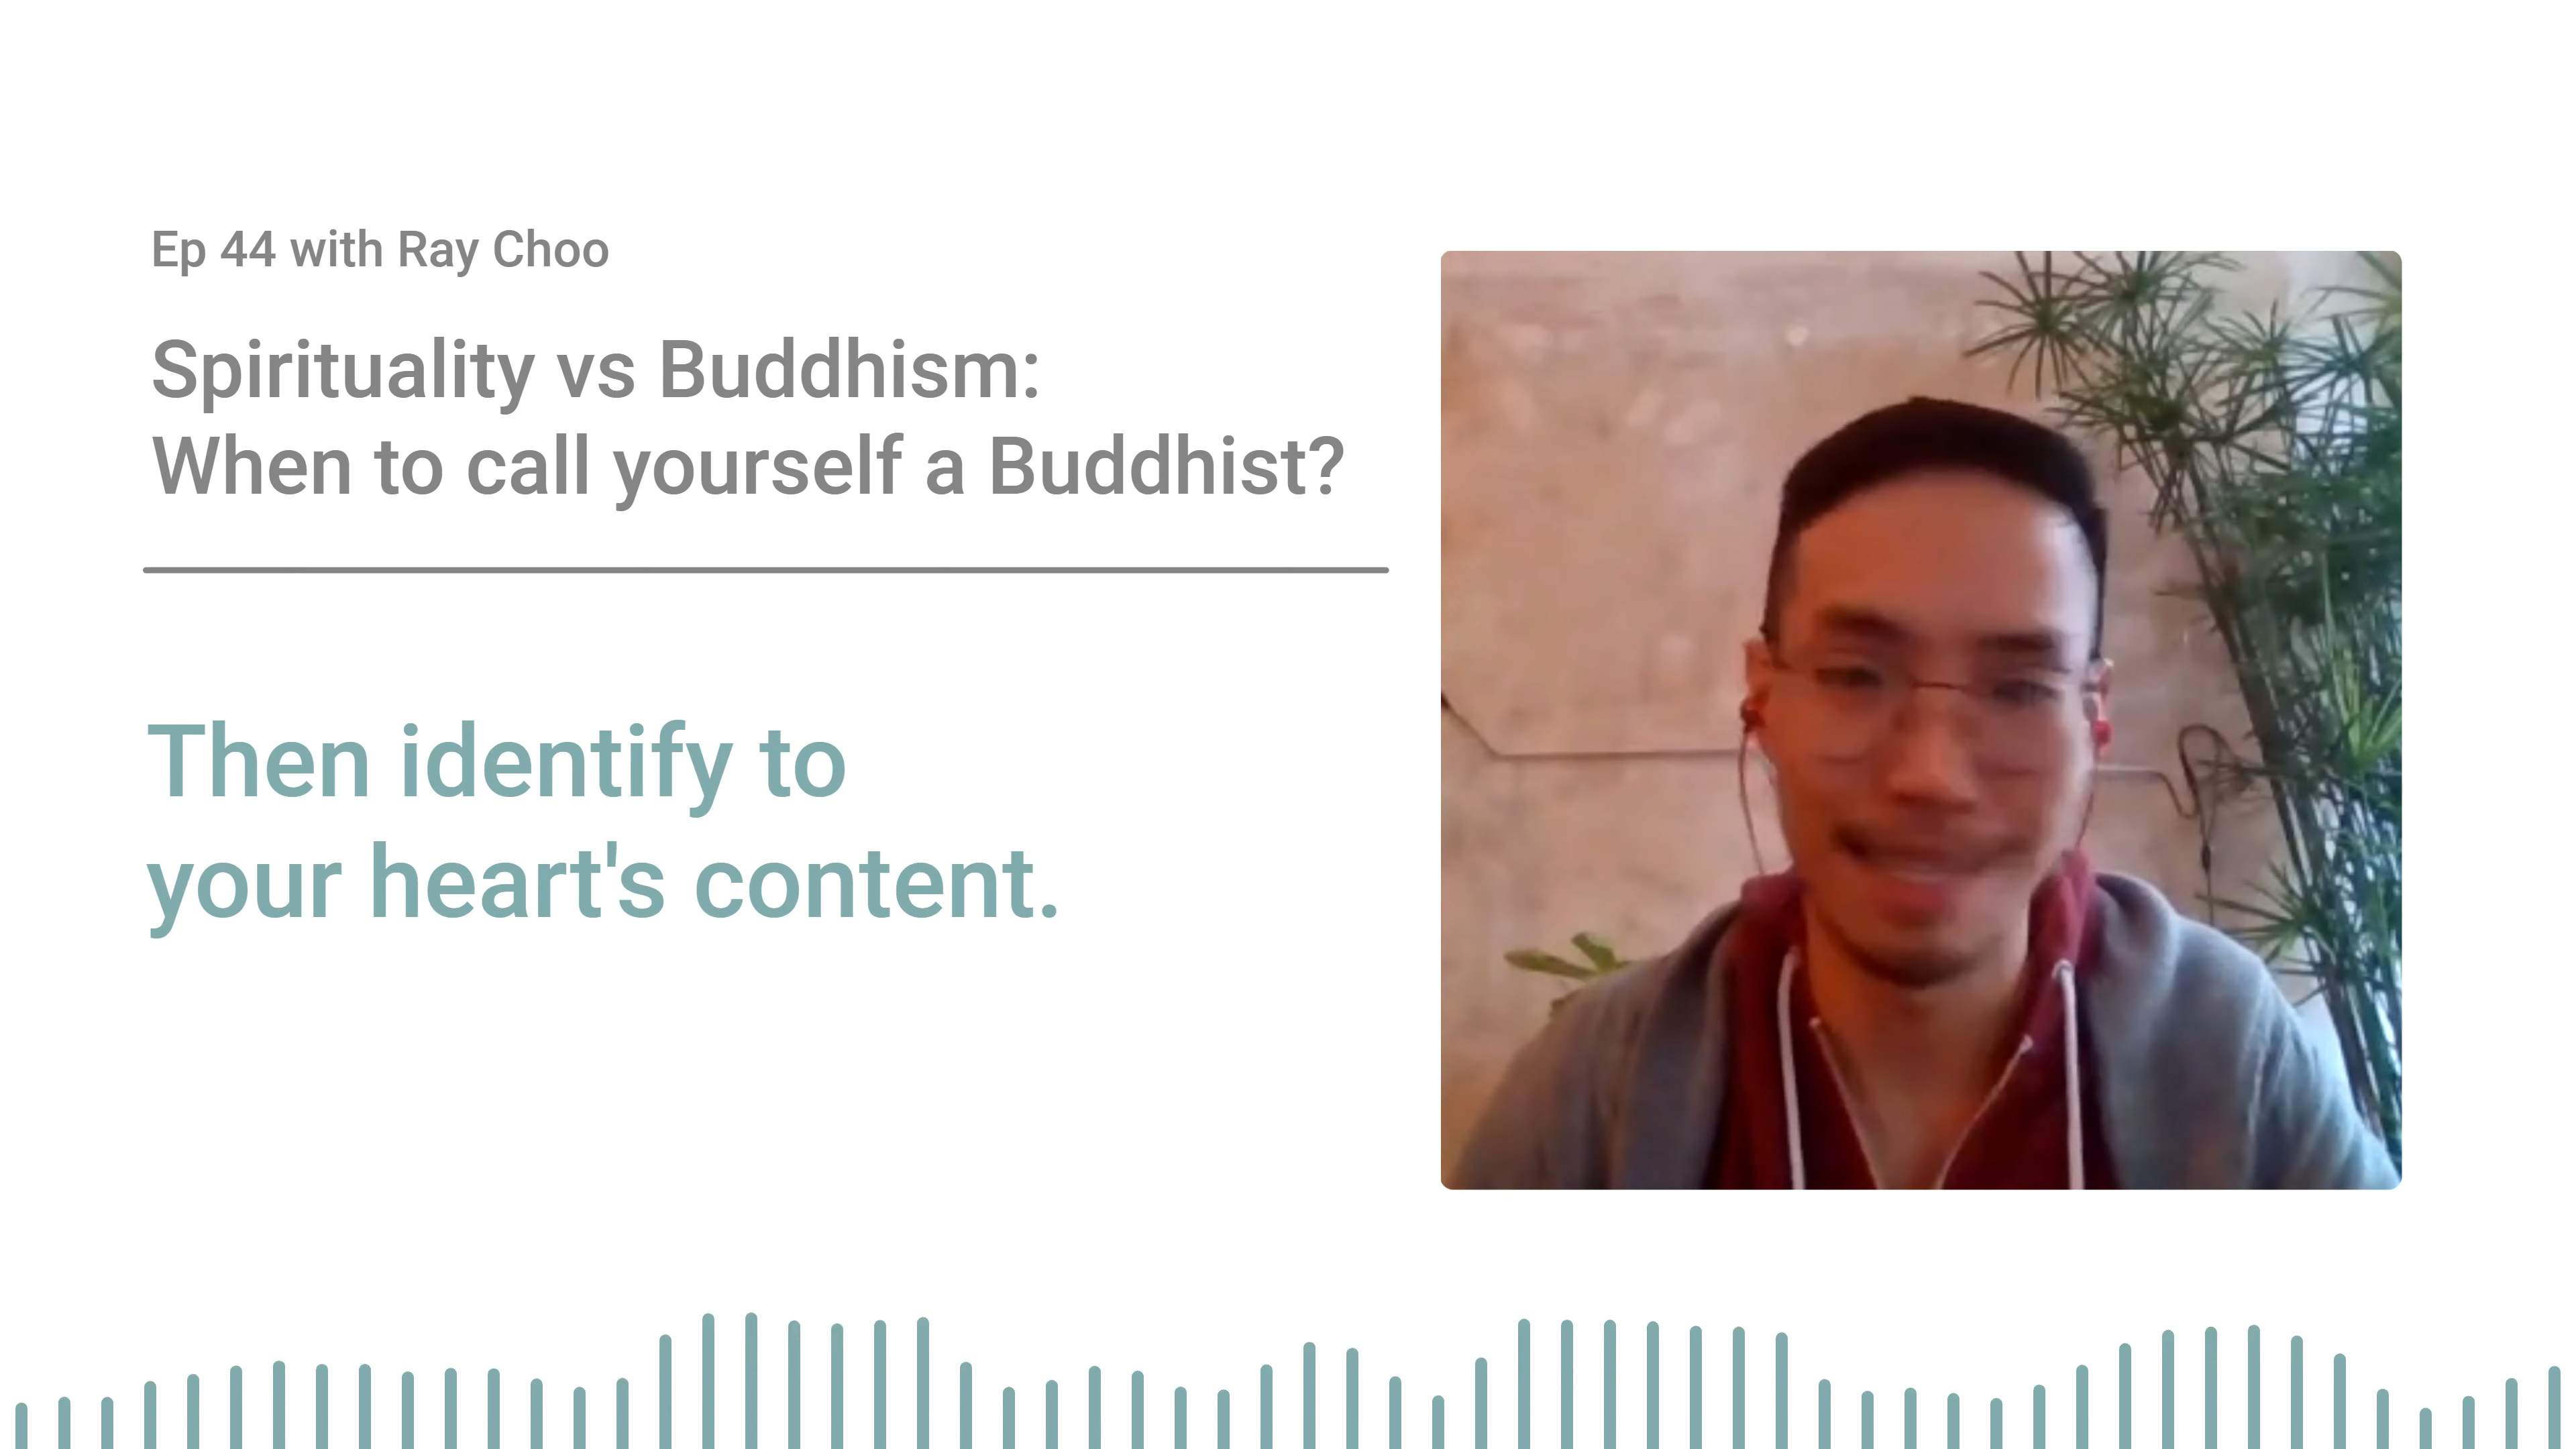 Ep 44 with Ray Choo
Spirituality vs Buddhism:
When to call yourself a Buddhist?
Then identify to
your heart's content.